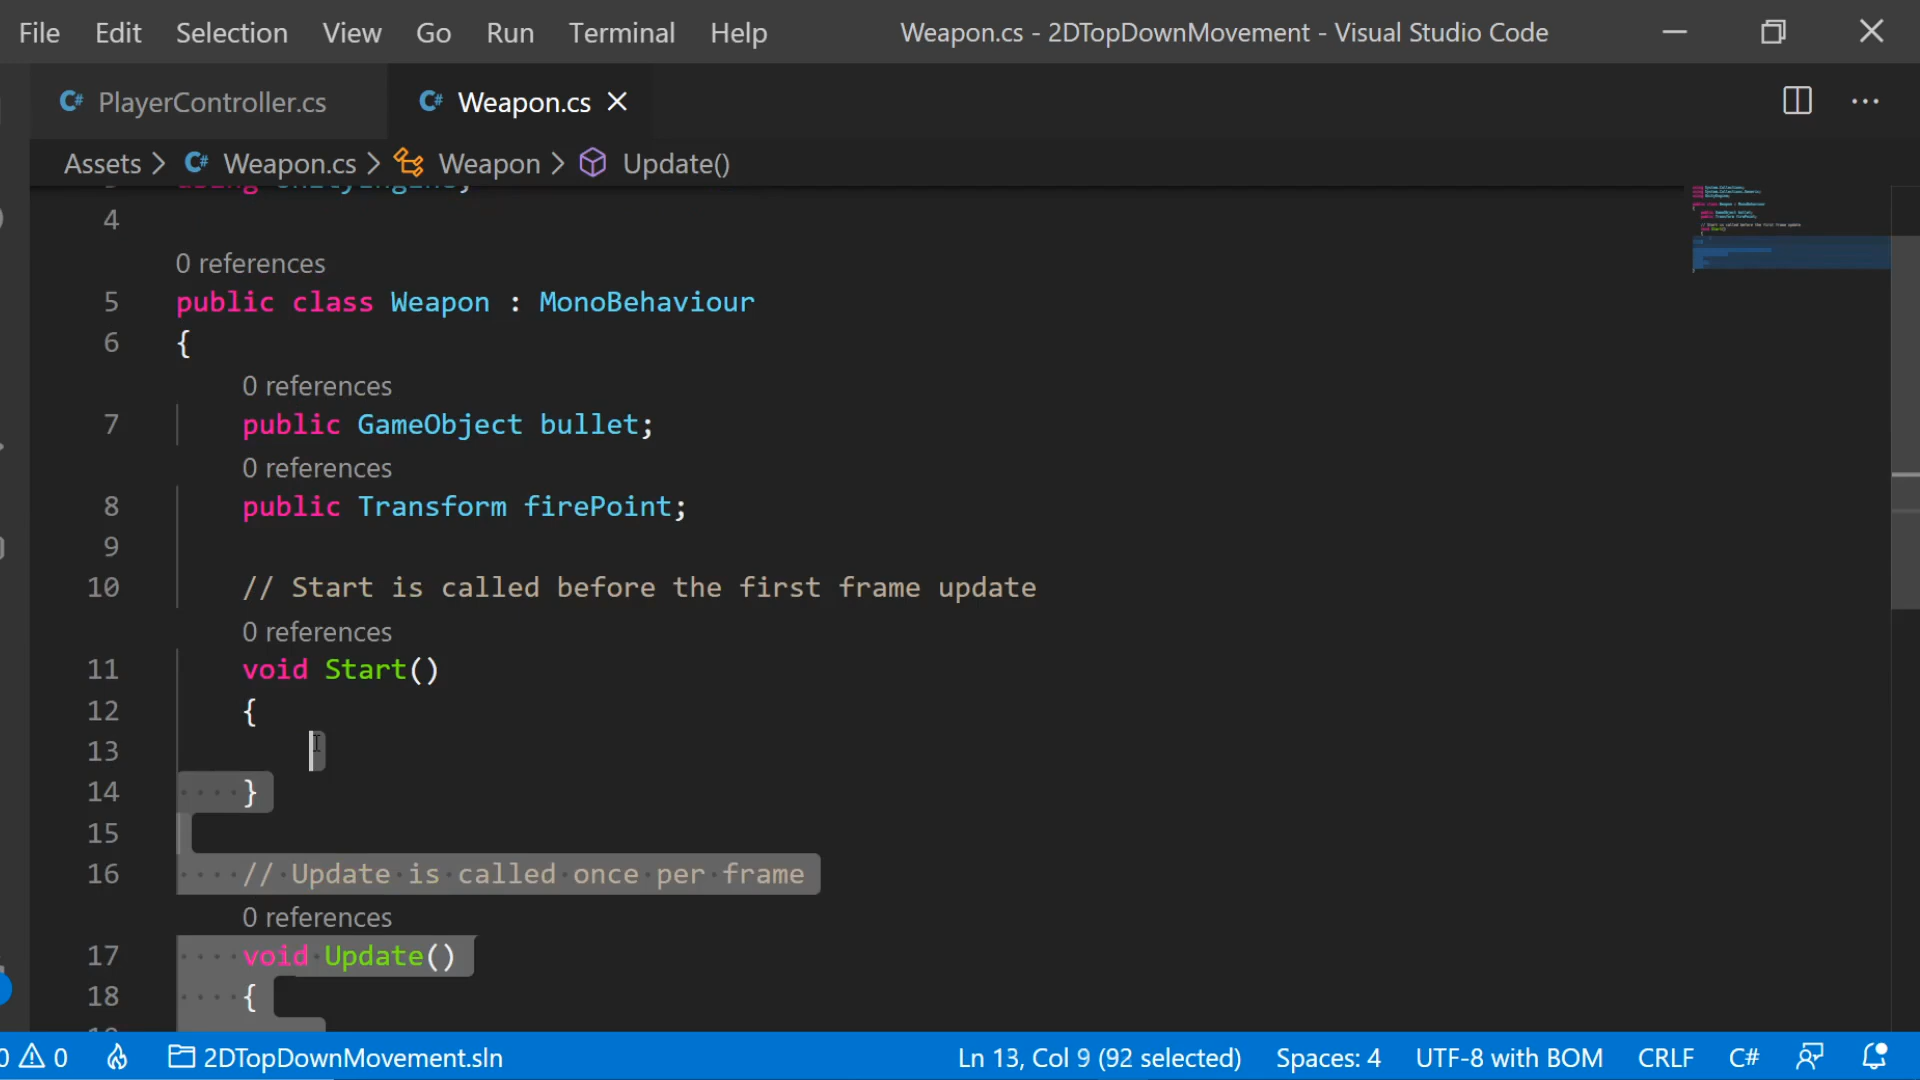 File Edit Selection View Go Run Terminal Help Weapon.cs - 2DTopDownMovement - Visual Studio Code
C# PlayerController.cs C# Weapon.cs
Assets > C# Weapon.cs > Weapon > Update()
4
0 references
5 public class Weapon : MonoBehaviour
6 {
0 references
7 public GameObject bullet;
0 references
8 public Transform firePoint;
9
10 // Start is called before the first frame update
0 references
11 void Start()
12 {
13
14 }
15
16 // Update is called once per frame
0 references
17 void Update()
18 {
0 0 2DTopDownMovement.sln Ln 13, Col 9 (92 selected) Spaces: 4 UTF-8 with BOM CRLF C#